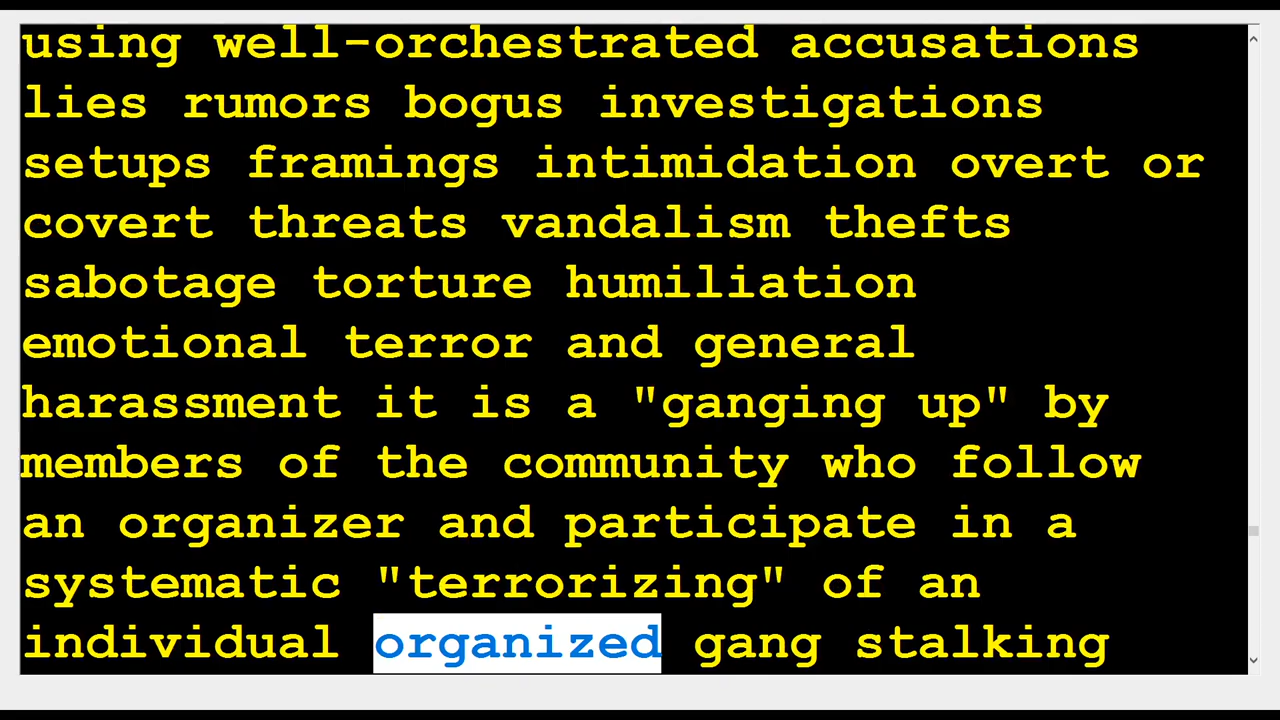 using well-orchestrated accusations
lies rumors bogus investigations
setups framings intimidation overt or
covert threats vandalism thefts
sabotage torture humiliation
emotional terror and general
harassment it is a "ganging up" by
members of the community who follow
an organizer and participate in a
systematic "terrorizing" of an
individual organized gang stalking